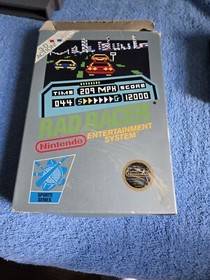 TIME 209 MPH SCORE
044 S G 12000
RAD RACER
Nintendo
ENTERTAINMENT
SYSTEM